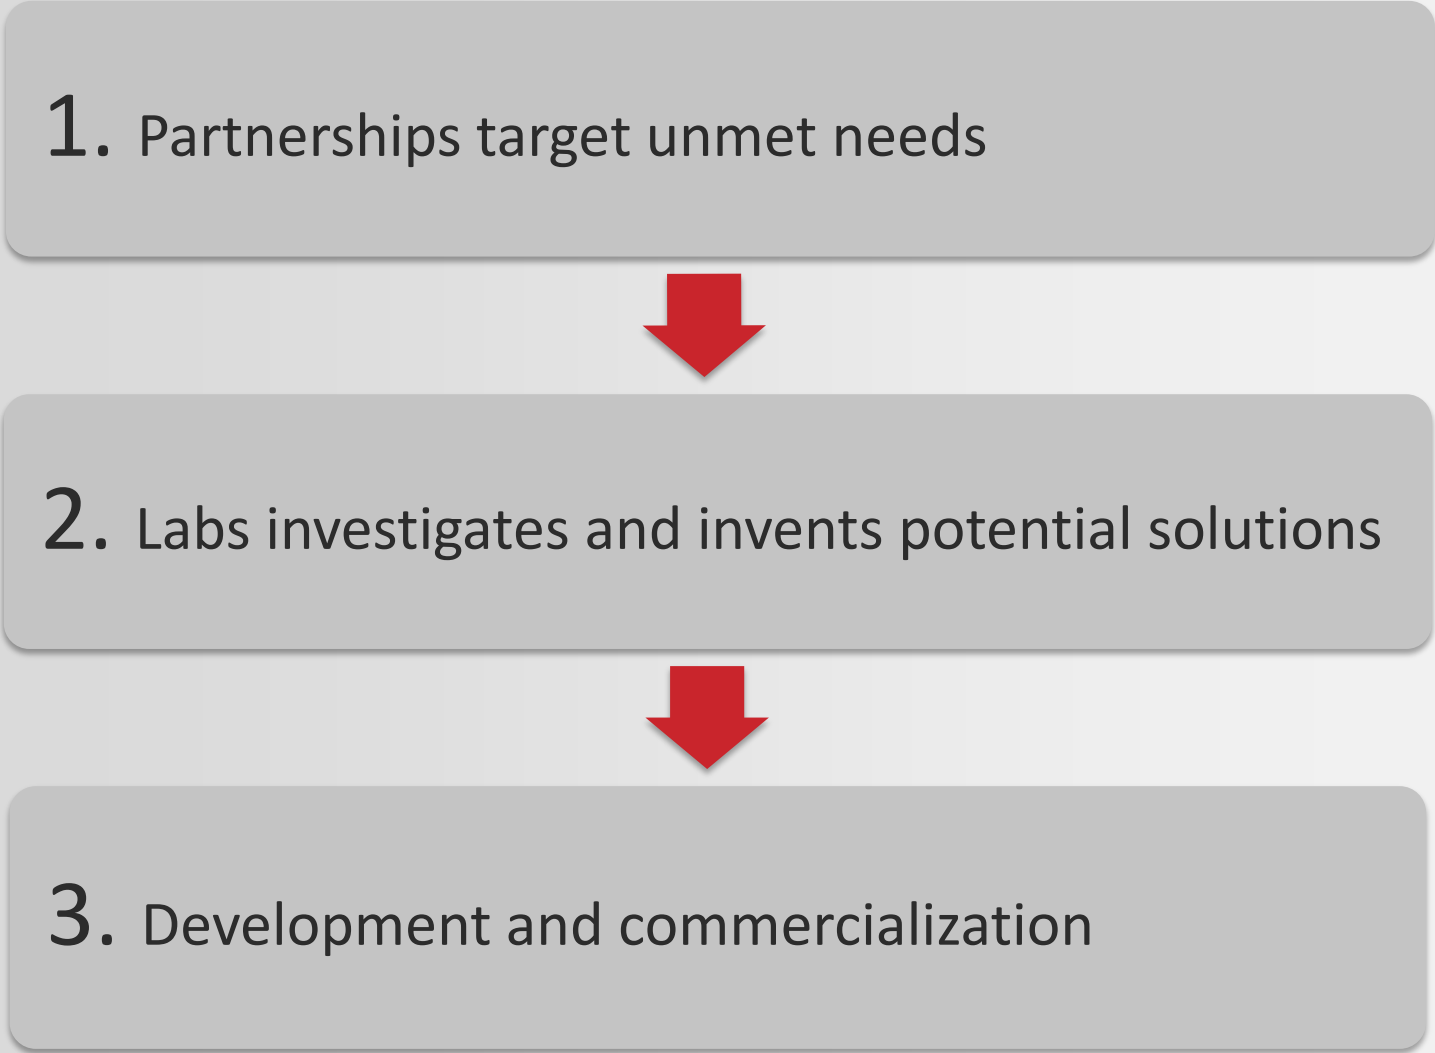 1. Partnerships target unmet needs
2. Labs investigates and invents potential solutions
3. Development and commercialization